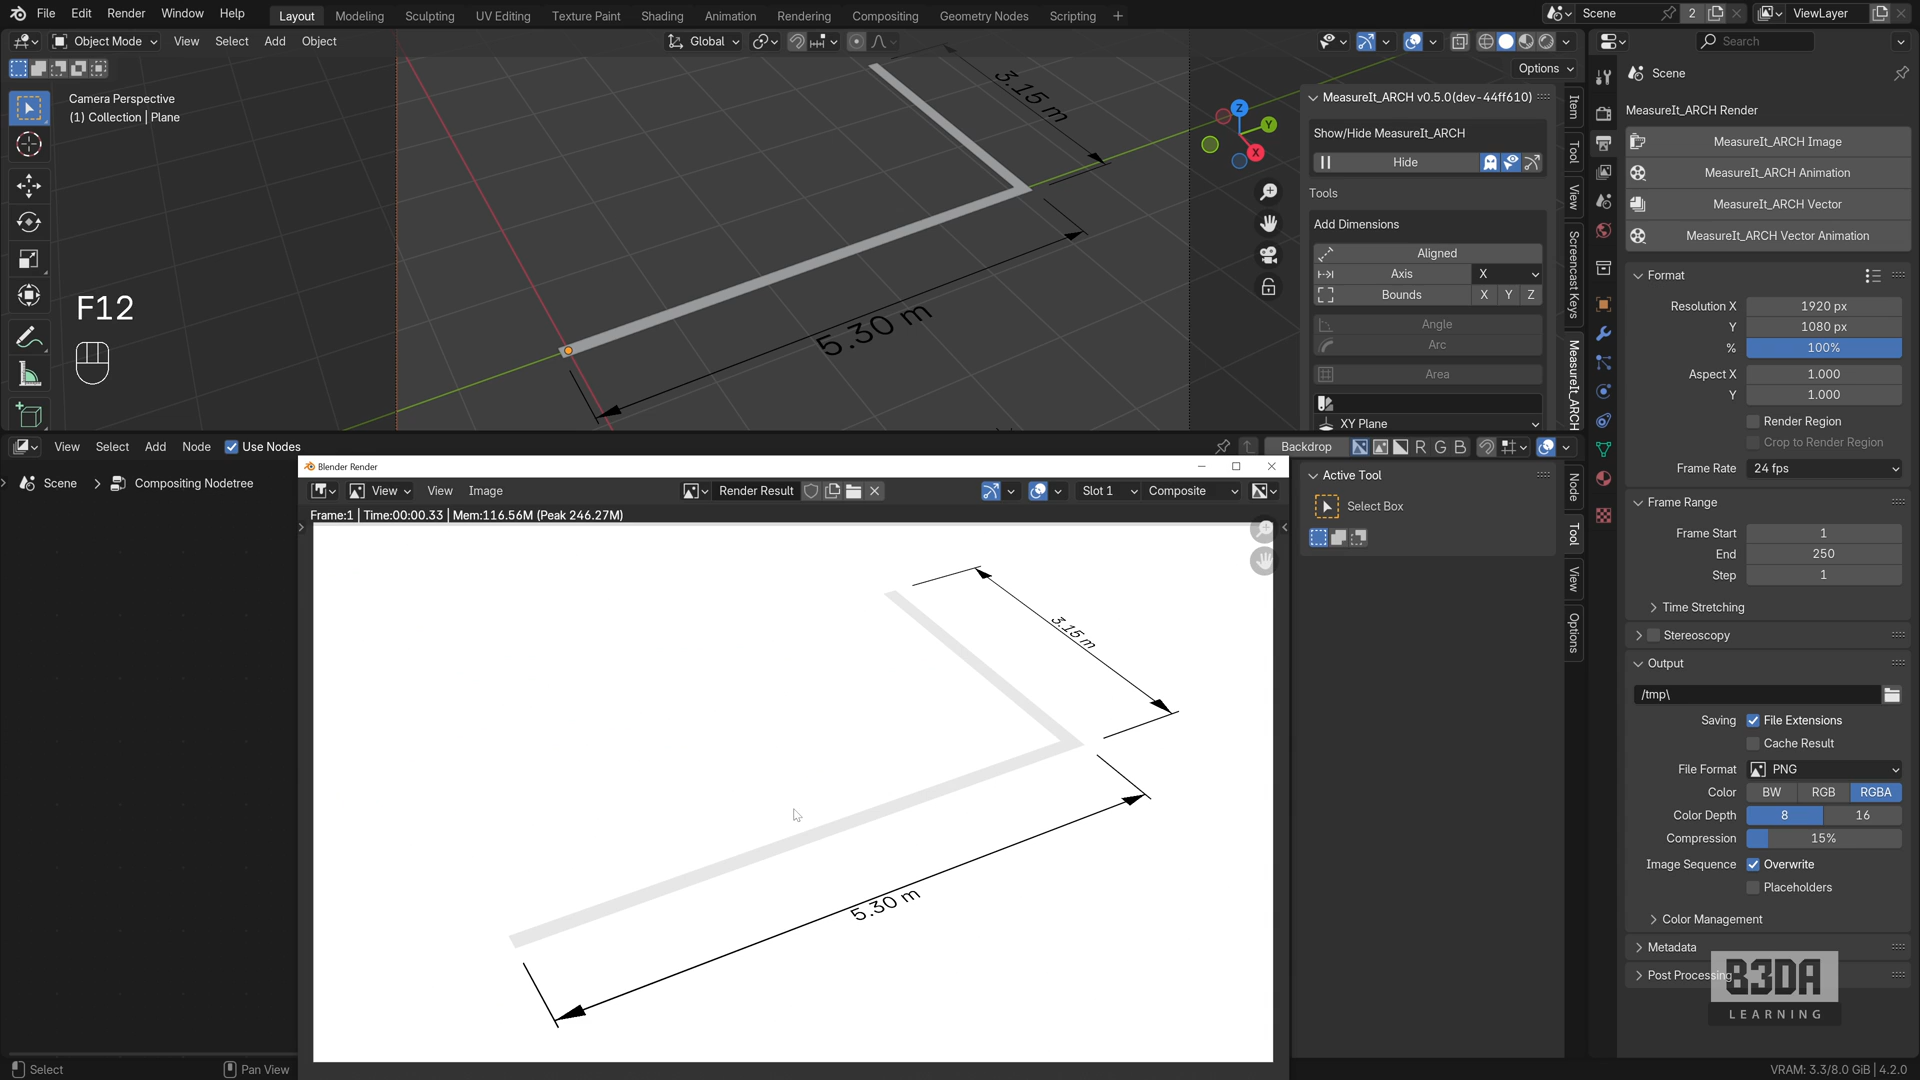 File Edit Render Window Help Layout Modeling Sculpting UV Editing Texture Paint Shading Animation Rendering Compositing Geometry Nodes Scripting + Scene 2 ViewLayer
Object Mode View Select Add Object Global Search
Options
Camera Perspective
(1) Collection | Plane
F12
3.15 m
5.30 m
Z
Y
X
MeasureIt_ARCH v0.5.0(dev-44ff610)
Show/Hide MeasureIt_ARCH
Hide
Tools
Add Dimensions
Aligned
Axis X
Bounds X Y Z
Angle
Arc
Area
XY Plane
Item
Tool
View
Screencast Keys
MeasureIt_ARCH
Scene
MeasureIt_ARCH Render
MeasureIt_ARCH Image
MeasureIt_ARCH Animation
MeasureIt_ARCH Vector
MeasureIt_ARCH Vector Animation
Format
Resolution X 1920 px
Y 1080 px
% 100%
Aspect X 1.000
Y 1.000
Render Region
Crop to Render Region
Frame Rate 24 fps
Frame Range
Frame Start 1
End 250
Step 1
Time Stretching
Stereoscopy
Output
/tmp\
Saving File Extensions
Cache Result
File Format PNG
Color BW RGB RGBA
Color Depth 8 16
Compression 15%
Image Sequence Overwrite
Placeholders
Color Management
Metadata
Post Processing
B3DA
LEARNING
View Select Add Node Use Nodes Backdrop R G B
Scene Compositing Nodetree
Blender Render
View View Image Render Result Slot 1 Composite
Frame:1 | Time:00:00.33 | Mem:116.56M (Peak 246.27M)
3.15 m
5.30 m
Active Tool
Select Box
Node
Tool
View
Options
Select Pan View VRAM: 3.3/8.0 GiB | 4.2.0